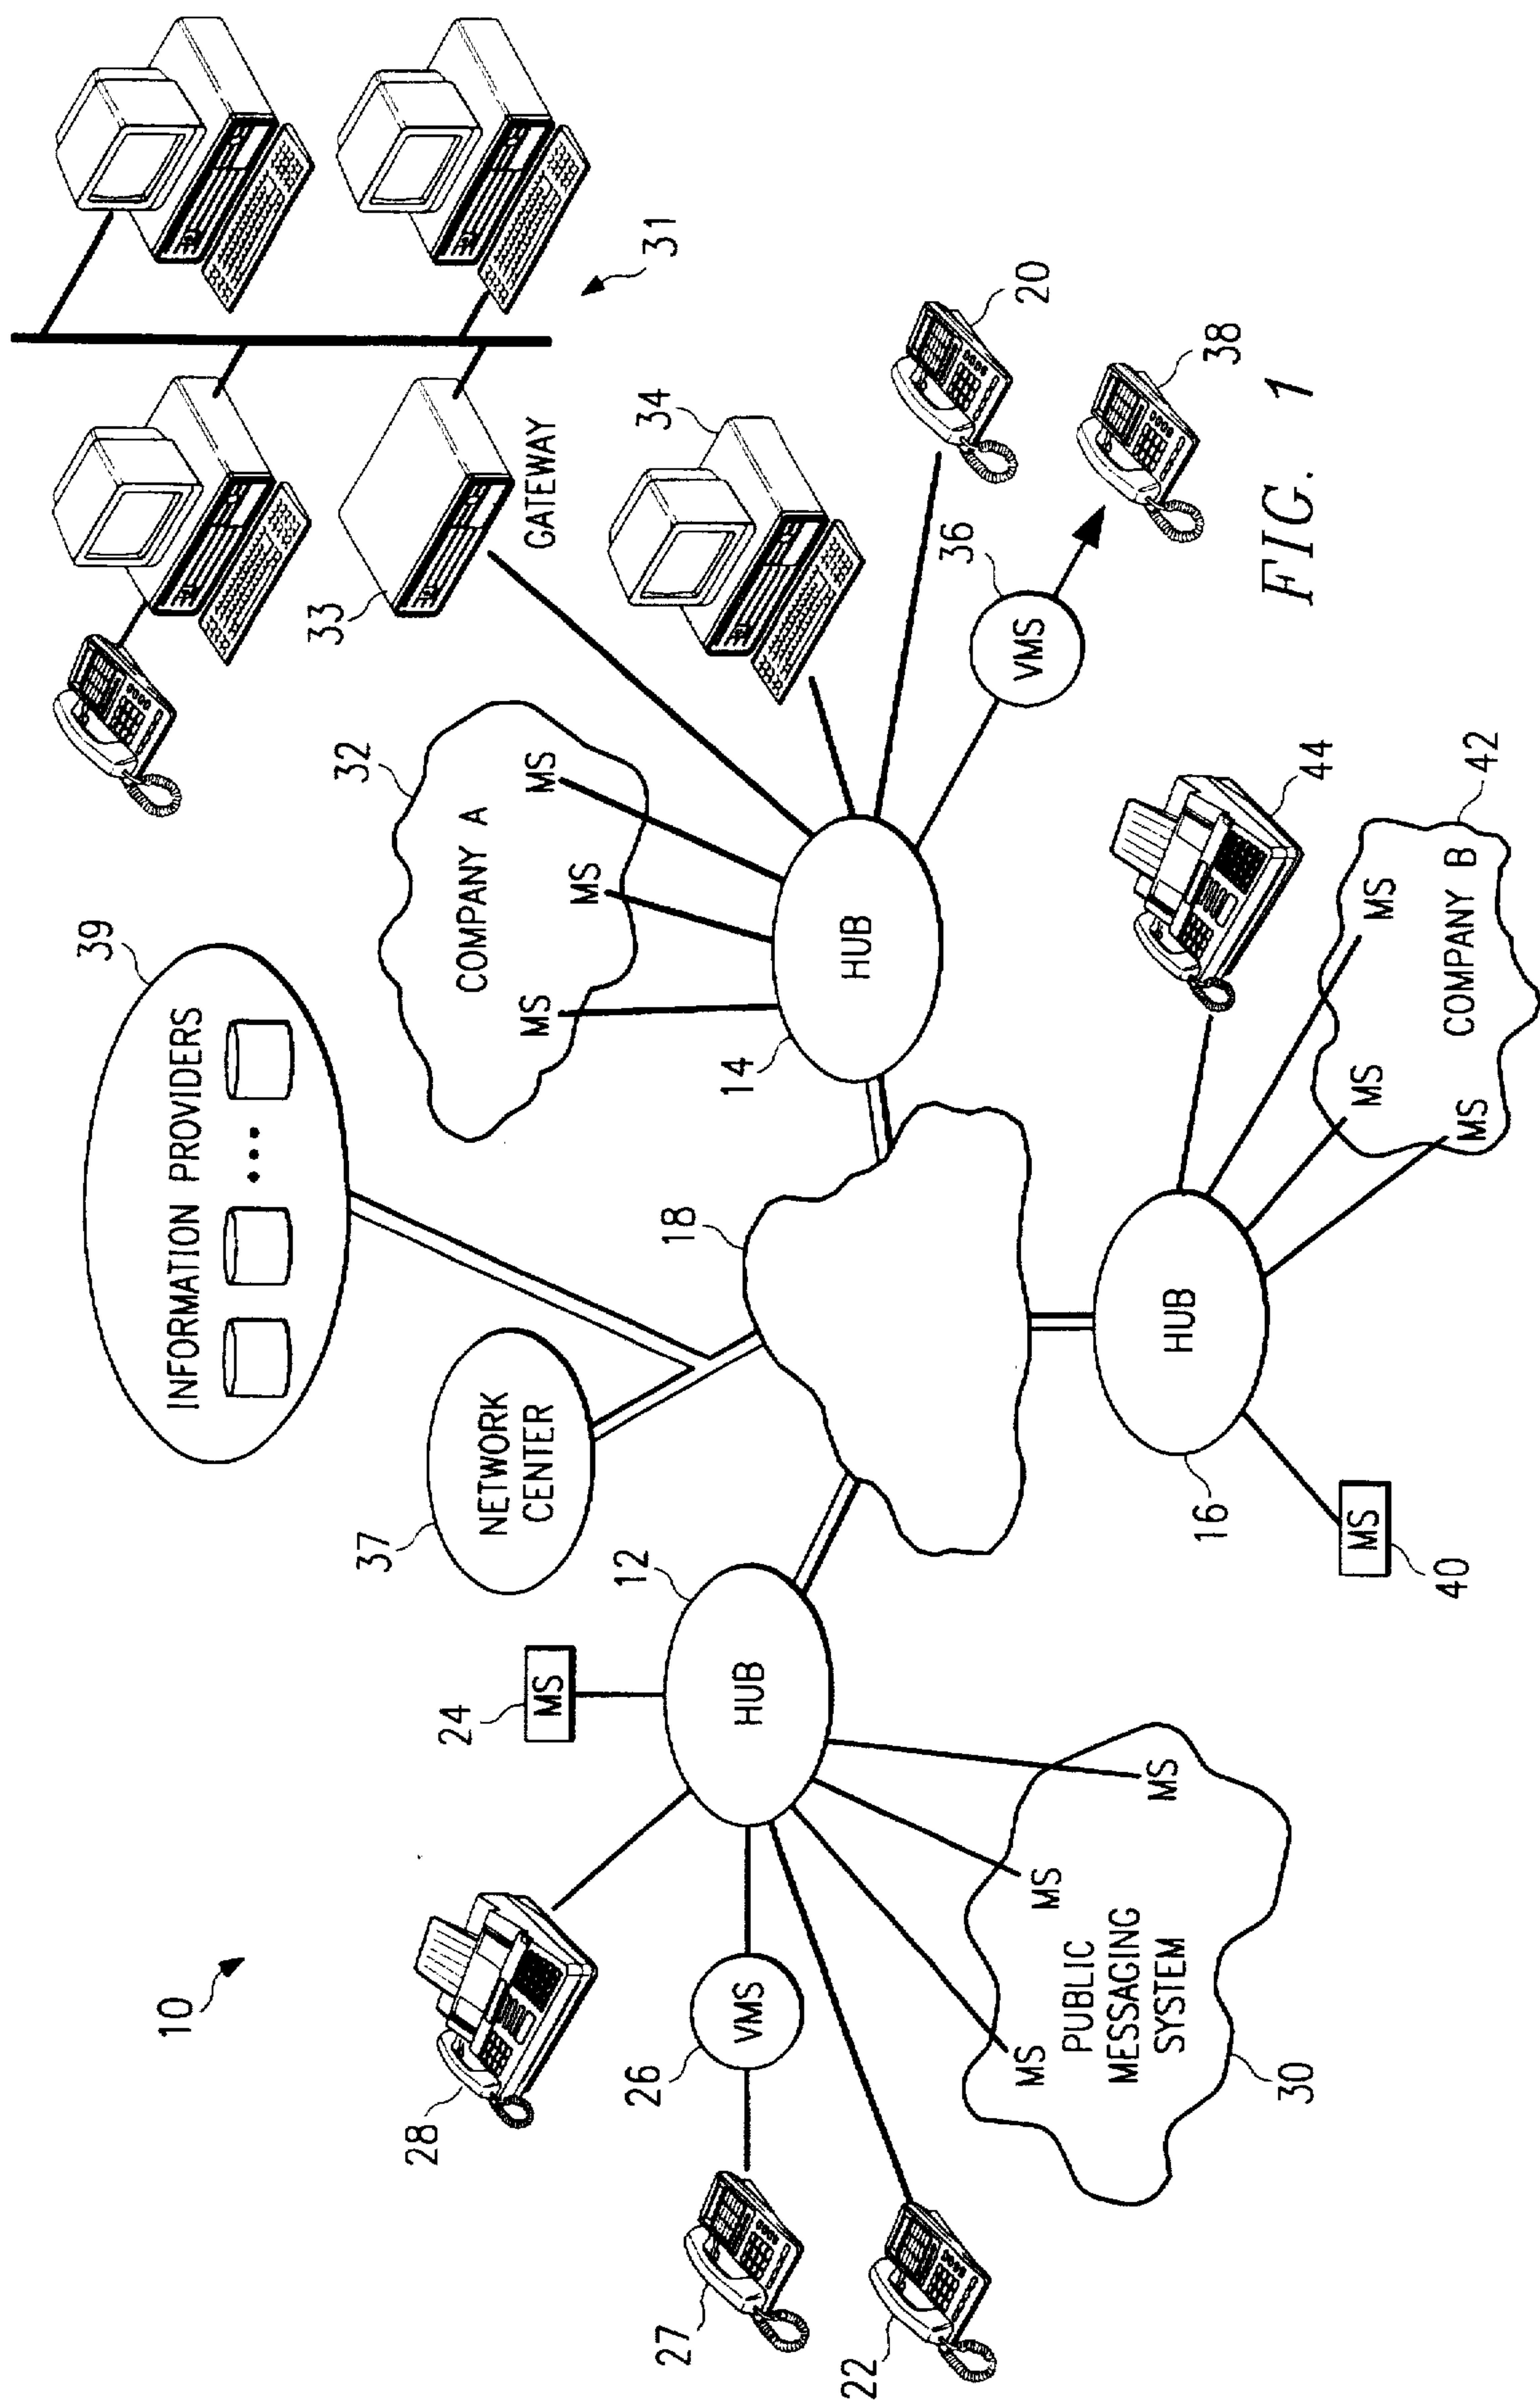 10
28
27
22
26
VMS
24
MS
12
HUB
MS
MS
MS
PUBLIC
MESSAGING
SYSTEM
30
37
NETWORK
CENTER
39
INFORMATION PROVIDERS
18
16
HUB
40
MS
MS
MS
MS
COMPANY B
42
44
14
HUB
32
COMPANY A
MS
MS
MS
33
GATEWAY
31
34
20
36
VMS
38
FIG. 1